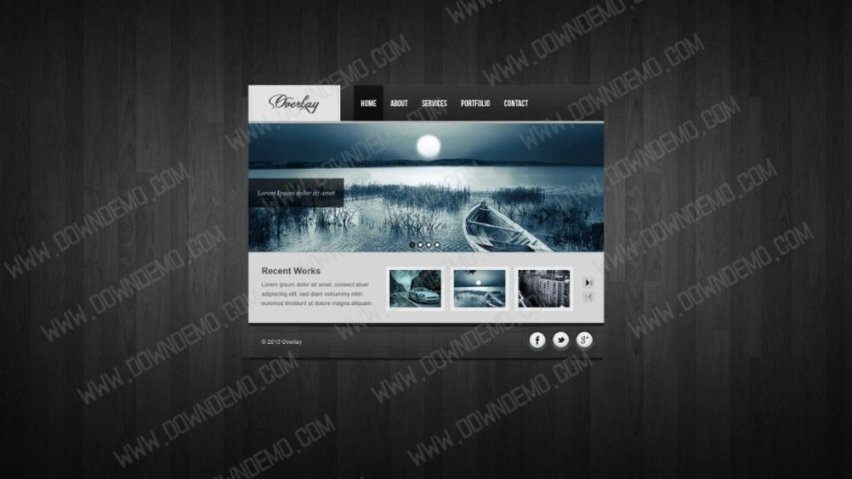 Overlay
HOME ABOUT SERVICES PORTFOLIO CONTACT
Lorem Ipsum dolor sit amet
Recent Works
Lorem ipsum dolor sit amet, consect etuer
adipiscing elit, sed diam nonummy nibh
euismod tincidunt ut dolore magna aliquam.
© 2013 Overlay
WWW.DOWNDEMO.COM
WWW.DOWNDEMO.COM
WWW.DOWNDEMO.COM
WWW.DOWNDEMO.COM
WWW.DOWNDEMO.COM
WWW.DOWNDEMO.COM
WWW.DOWNDEMO.COM
WWW.DOWNDEMO.COM
WWW.DOWNDEMO.COM
WWW.DOWNDEMO.COM
WWW.DOWNDEMO.COM
WWW.DOWNDEMO.COM